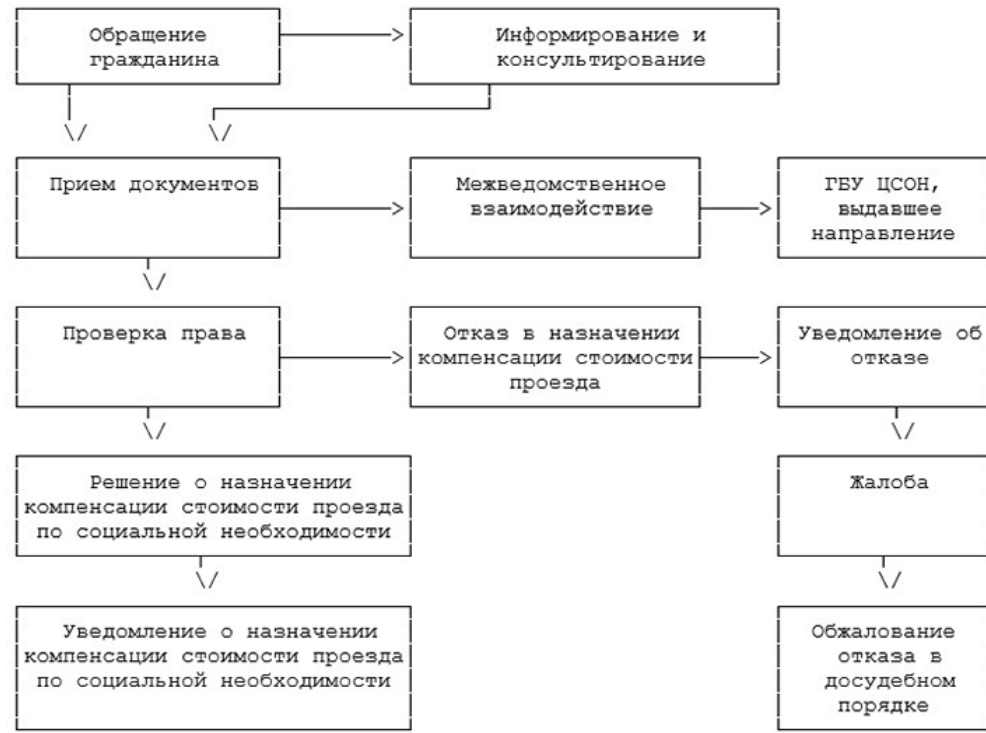 Обращение
гражданина
Информирование и
консультирование
Прием документов
Межведомственное
взаимодействие
ГБУ ЦСОН,
выдавшее
направление
Проверка права
Отказ в назначении
компенсации стоимости
проезда
Уведомление об
отказе
Решение о назначении
компенсации стоимости проезда
по социальной необходимости
Жалоба
Уведомление о назначении
компенсации стоимости проезда
по социальной необходимости
Обжалование
отказа в
досудебном
порядке